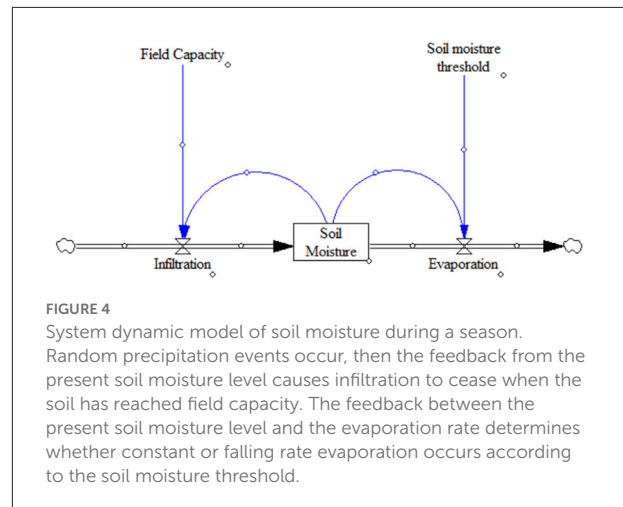 Field Capacity
Soil moisture
threshold
Soil
Moisture
Infiltration
Evaporation
FIGURE 4
System dynamic model of soil moisture during a season.
Random precipitation events occur, then the feedback from the
present soil moisture level causes infiltration to cease when the
soil has reached field capacity. The feedback between the
present soil moisture level and the evaporation rate determines
whether constant or falling rate evaporation occurs according
to the soil moisture threshold.